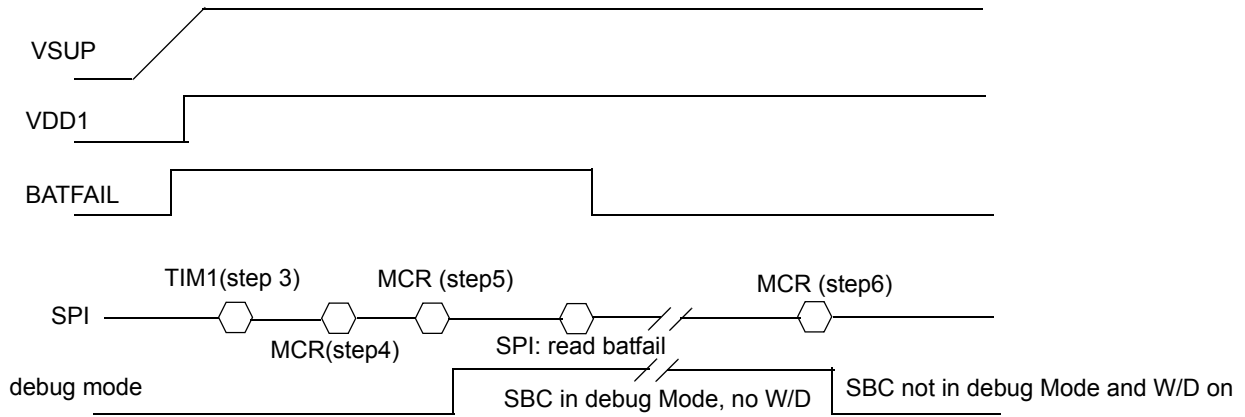 VSUP
VDD1
BATFAIL
TIM1(step 3)
MCR (step5)
MCR (step6)
SPI
MCR(step4)
SPI: read batfail
debug mode
SBC in debug Mode, no W/D
SBC not in debug Mode and W/D on